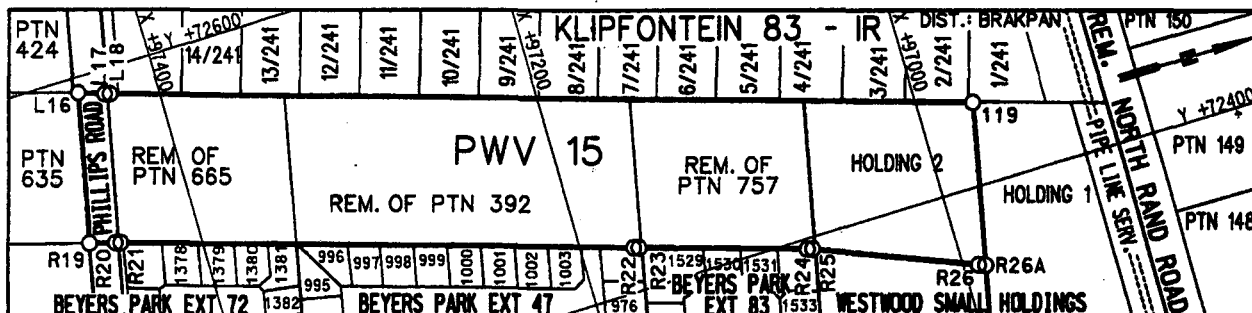 KLIPFONTEIN 83 - IR
DIST.: BRAKPAN
PTN 150
PTN
424
L17
L18
X +97400
Y +72600
14/241
13/241
12/241
11/241
10/241
9/241
X +97200
8/241
7/241
6/241
5/241
4/241
3/241
X +97000
2/241
1/241
REM. NORTH RAND ROAD
N
Y +72400
L16
119
PHILLIPS ROAD
PTN
635
REM. OF
PTN 665
PWV 15
REM. OF PTN 392
REM. OF
PTN 757
HOLDING 2
HOLDING 1
PIPE LINE SERV.
PTN 149
PTN 148
R19
R20
R21
1378
1379
1380
1381
1382
995
996
997
998
999
1000
1001
1002
1003
R22
R23
976
1529
1530
1531
1533
R24
R25
R26
R26A
BEYERS PARK EXT 72
BEYERS PARK EXT 47
BEYERS PARK
EXT 83
WESTWOOD SMALL HOLDINGS